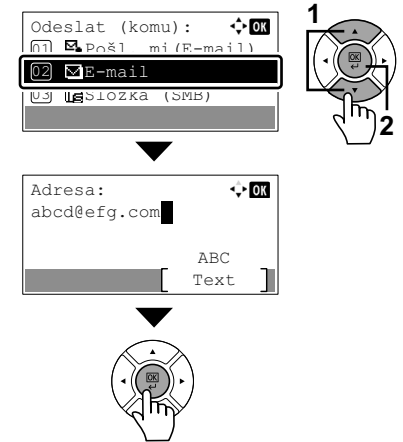 Odeslat (komu): OK
01 Pošl. mi(E-mail)
02 E-mail
03 Složka (SMB)
1
OK
2
Adresa: OK
abcd@efg.com
ABC
[ Text ]
OK